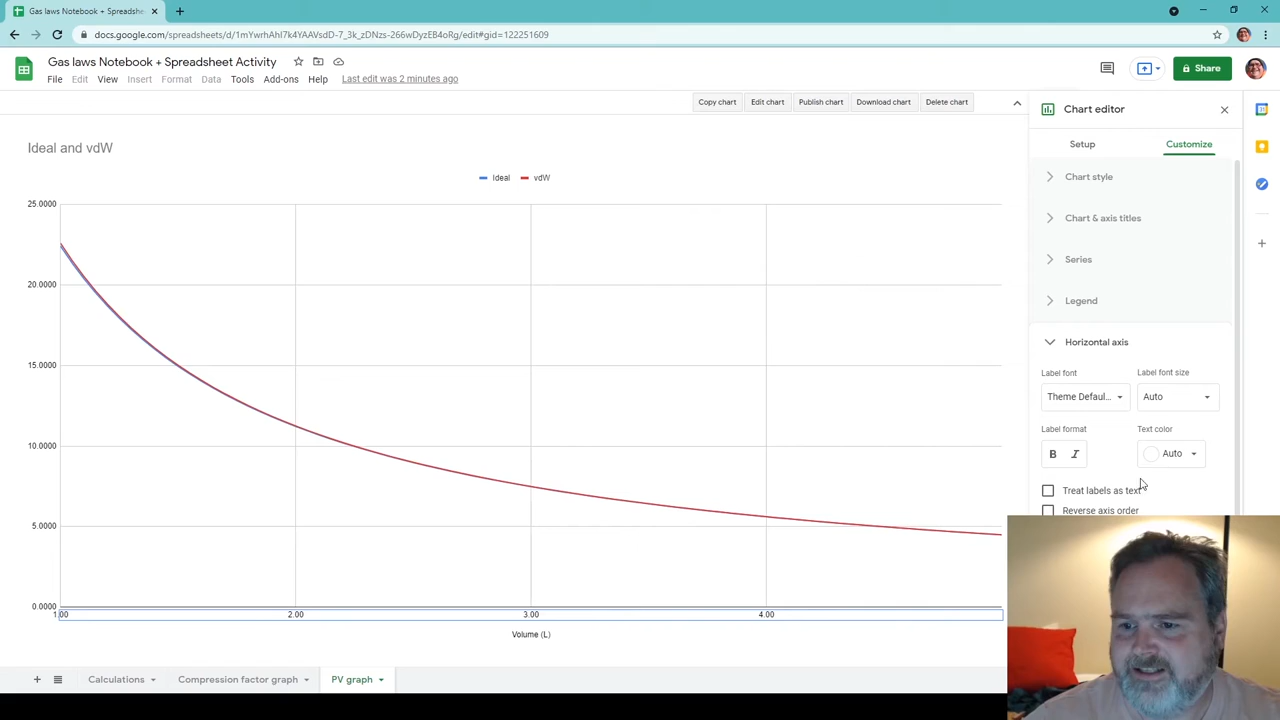 Gas laws Notebook + Spreadshe
docs.google.com/spreadsheets/d/1mYwrhAhI7k4YAAVsdD-7_3k_zDNzs-266wDyzEB4oRg/edit#gid=122251609
Gas laws Notebook + Spreadsheet Activity
File Edit View Insert Format Data Tools Add-ons Help Last edit was 2 minutes ago
Share
Copy chart Edit chart Publish chart Download chart Delete chart
Chart editor
Setup Customize
Ideal and vdW
Ideal vdW
25.0000
20.0000
15.0000
10.0000
5.0000
0.0000
1.00 2.00 3.00 4.00
Volume (L)
Chart style
Chart & axis titles
Series
Legend
Horizontal axis
Label font Label font size
Theme Defaul... Auto
Label format Text color
B I Auto
Treat labels as text
Reverse axis order
Calculations Compression factor graph PV graph